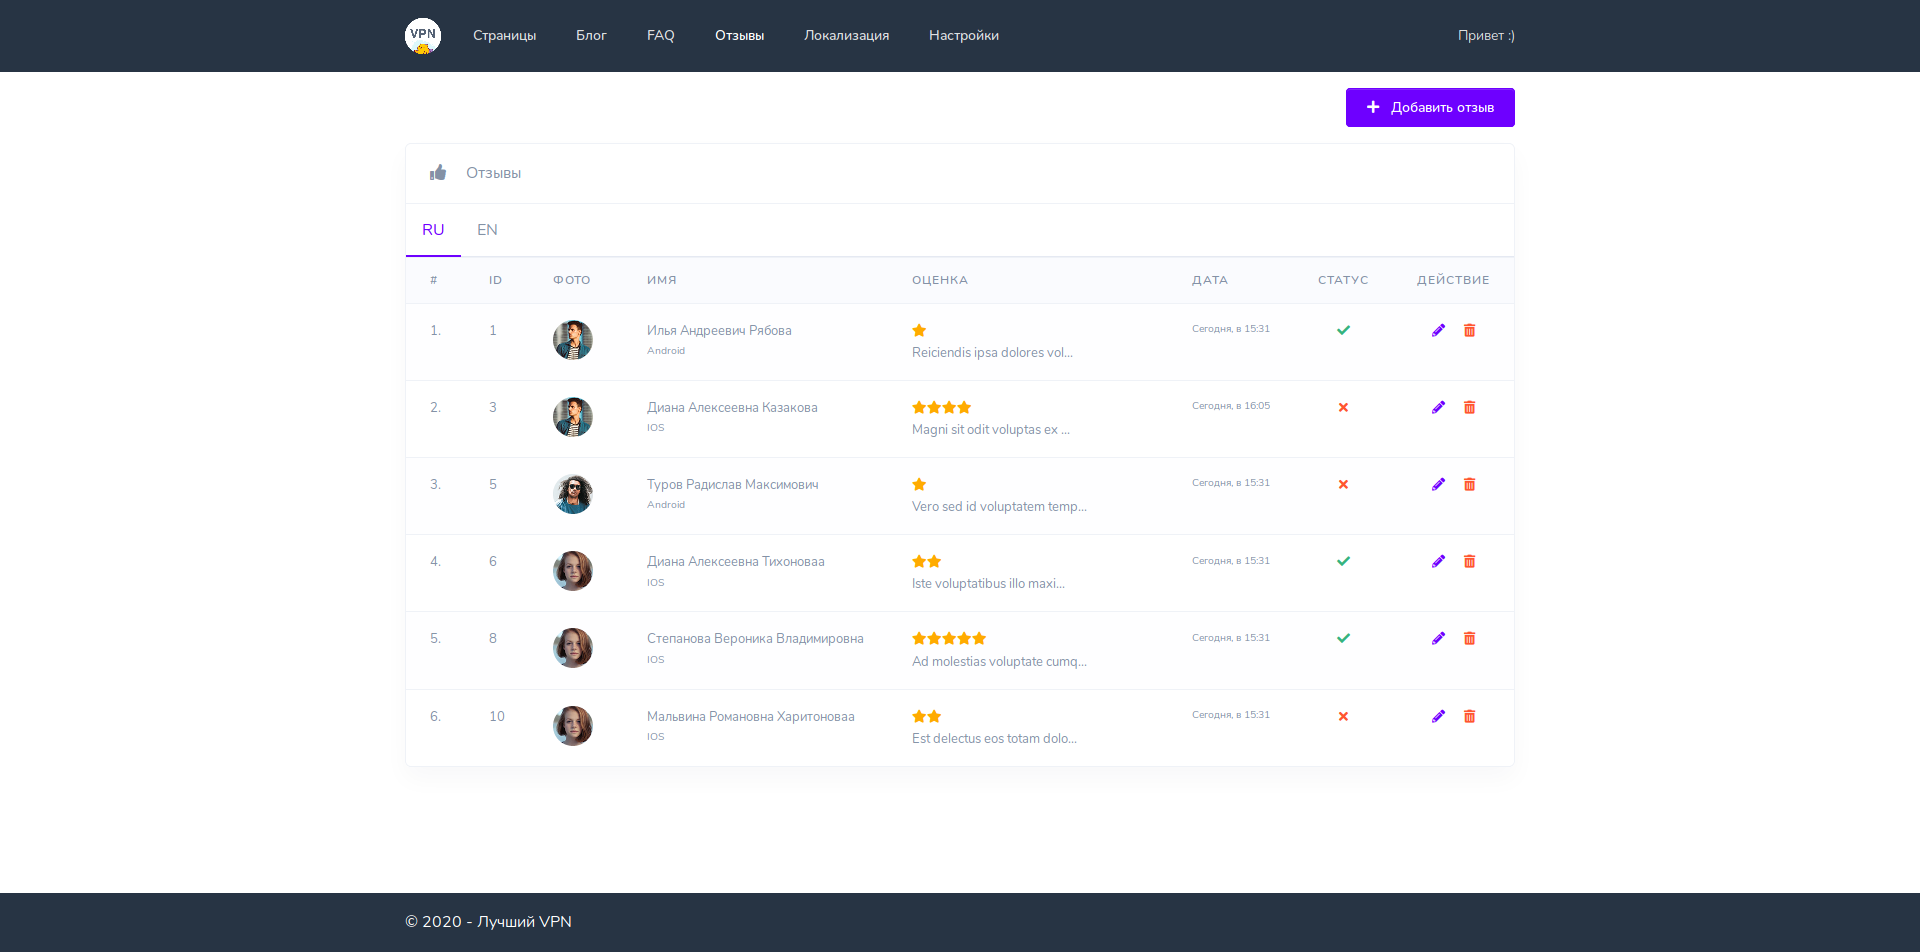 VPN
Страницы Блог FAQ Отзывы Локализация Настройки Привет :)
Добавить отзыв
Отзывы
RU EN
# ID ФОТО ИМЯ ОЦЕНКА ДАТА СТАТУС ДЕЙСТВИЕ
1. 1 Илья Андреевич Рябова Сегодня, в 15:31
Android Reiciendis ipsa dolores vol...
2. 3 Диана Алексеевна Казакова Сегодня, в 16:05
IOS Magni sit odit voluptas ex ...
3. 5 Туров Радислав Максимович Сегодня, в 15:31
Android Vero sed id voluptatem temp...
4. 6 Диана Алексеевна Тихоноваа Сегодня, в 15:31
IOS Iste voluptatibus illo maxi...
5. 8 Степанова Вероника Владимировна Сегодня, в 15:31
IOS Ad molestias voluptate cumq...
6. 10 Мальвина Романовна Харитоноваа Сегодня, в 15:31
IOS Est delectus eos totam dolo...
© 2020 - Лучший VPN